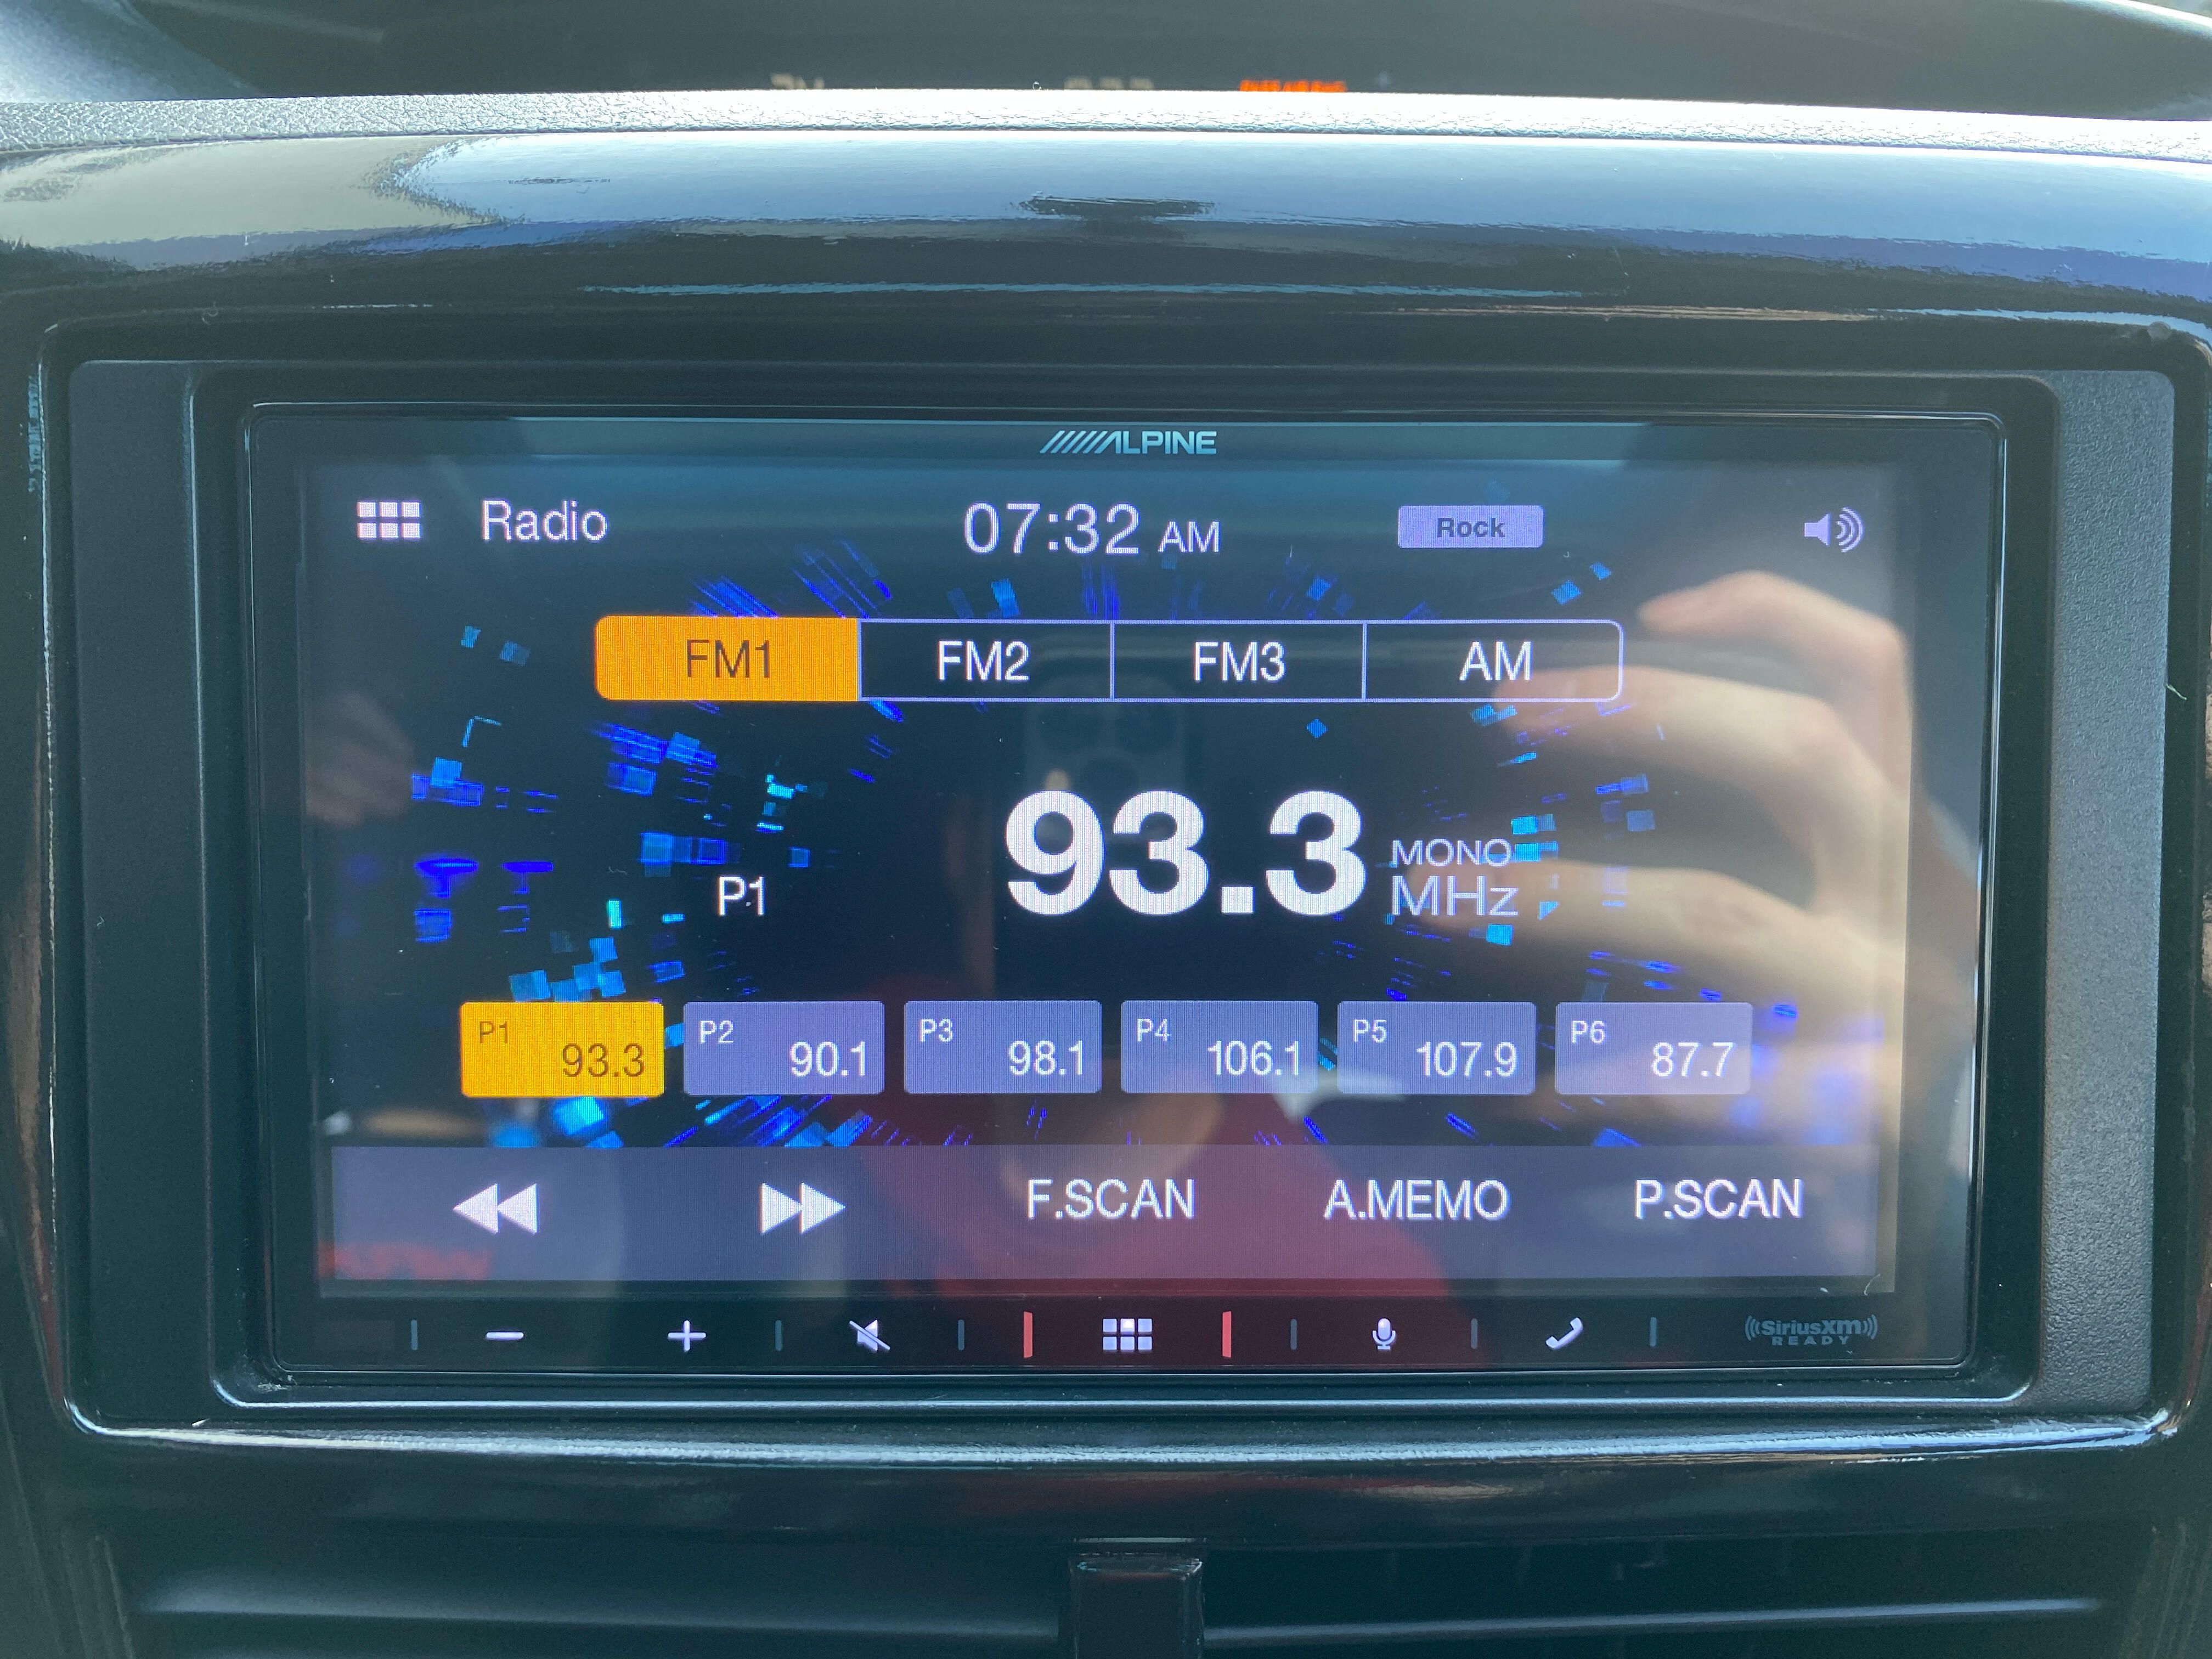 ALPINE
Radio
07:32 AM
Rock
FM1
FM2
FM3
AM
P1
93.3
MONO
MHz
P1 93.3
P2 90.1
P3 98.1
P4 106.1
P5 107.9
P6 87.7
F.SCAN
A.MEMO
P.SCAN
((SiriusXM))
READY